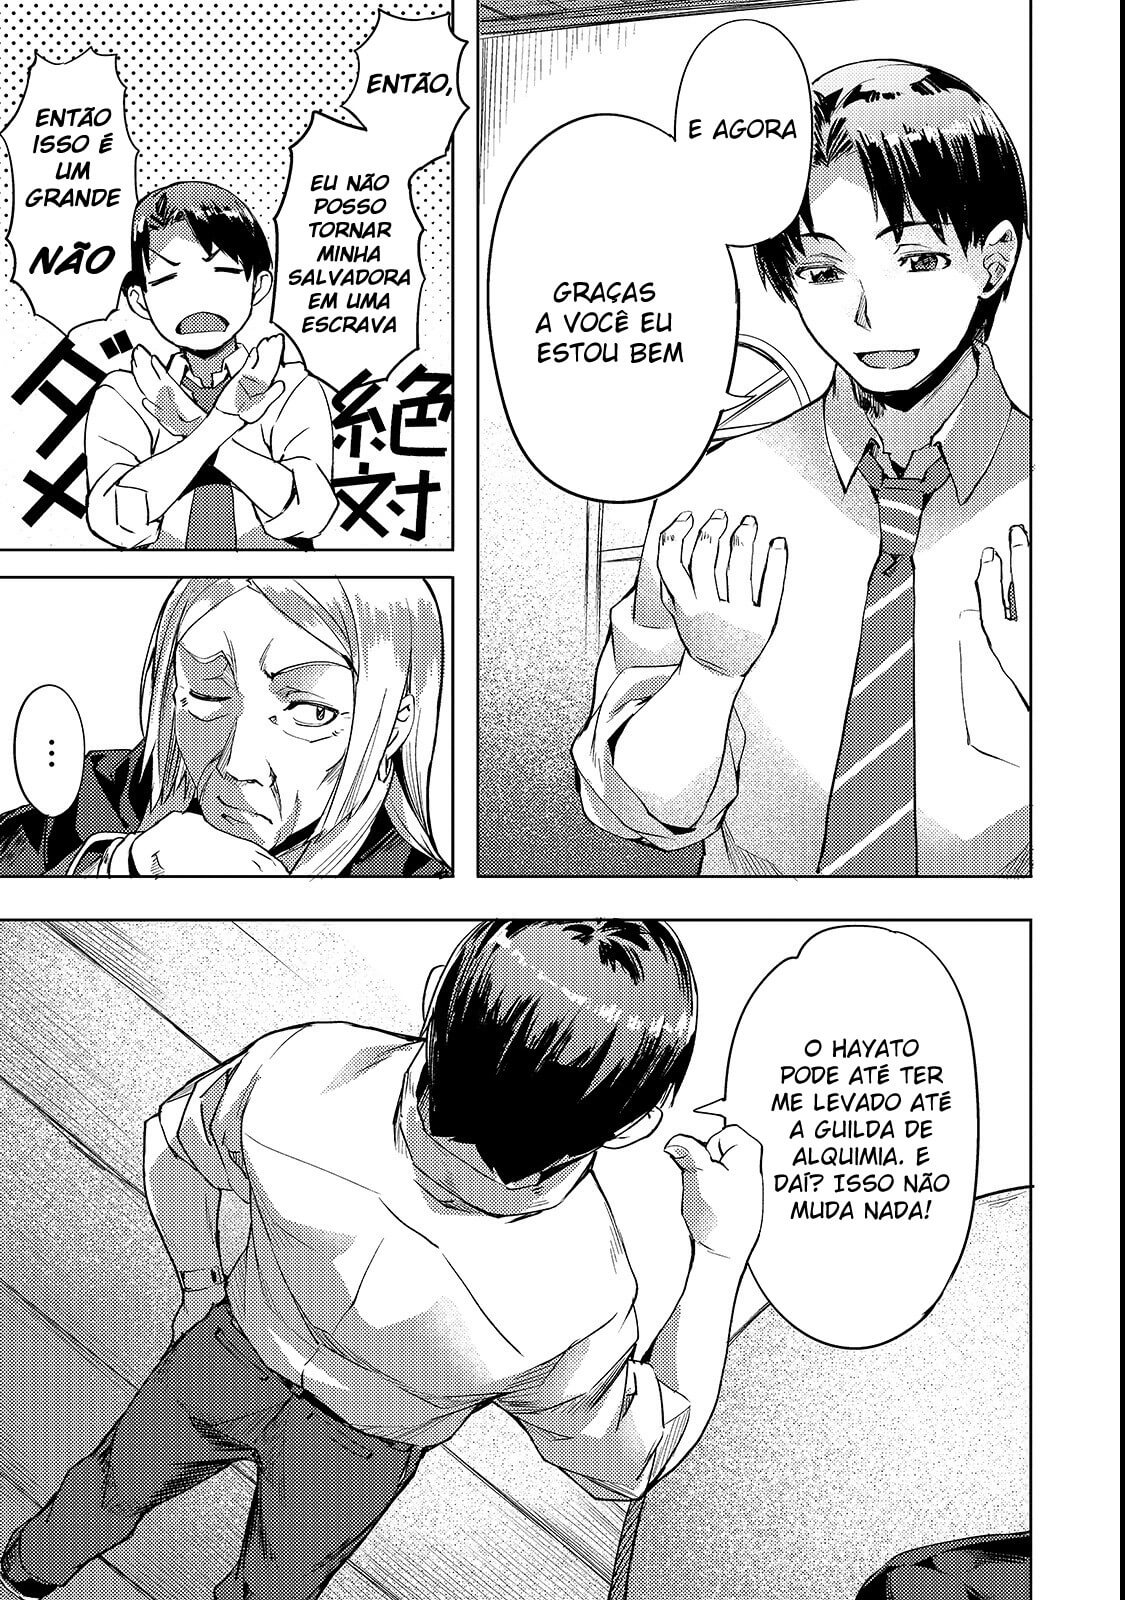 E AGORA
GRAÇAS
A VOCÊ EU
ESTOU BEM
ENTÃO,
EU NÃO
POSSO
TORNAR
MINHA
SALVADORA
EM UMA
ESCRAVA
ENTÃO
ISSO É
UM
GRANDE
NÃO
絶対
ダメ
...
O HAYATO
PODE ATÉ TER
ME LEVADO ATÉ
A GUILDA DE
ALQUIMIA. E
DAÍ? ISSO NÃO
MUDA NADA!